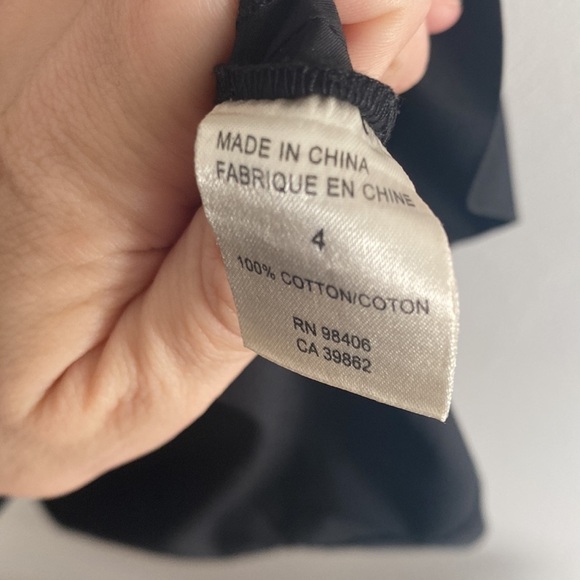 MADE IN CHINA
FABRIQUE EN CHINE
4
100% COTTON/COTON
RN 98406
CA 39862